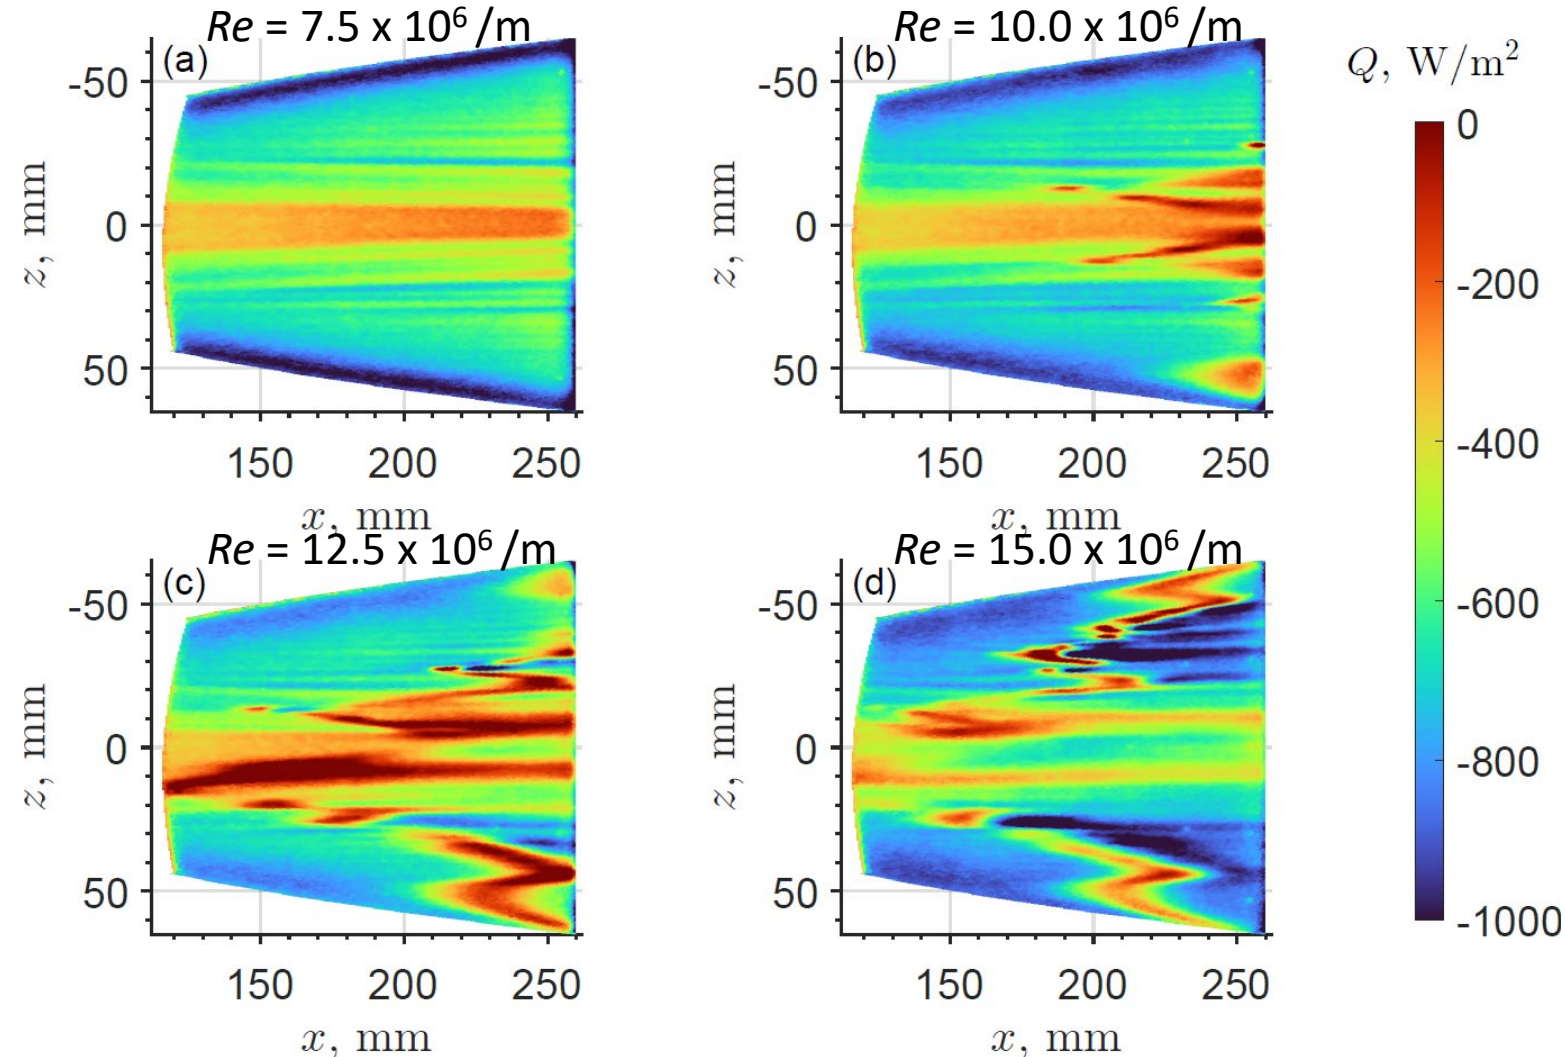 Re = 7.5 x 10⁶ /m
(a)
-50
0
50
z, mm
150 200 250
x, mm
Re = 10.0 x 10⁶ /m
(b)
-50
0
50
z, mm
150 200 250
x, mm
Q, W/m²
0
-200
-400
-600
-800
-1000
Re = 12.5 x 10⁶ /m
(c)
-50
0
50
z, mm
150 200 250
x, mm
Re = 15.0 x 10⁶ /m
(d)
-50
0
50
z, mm
150 200 250
x, mm